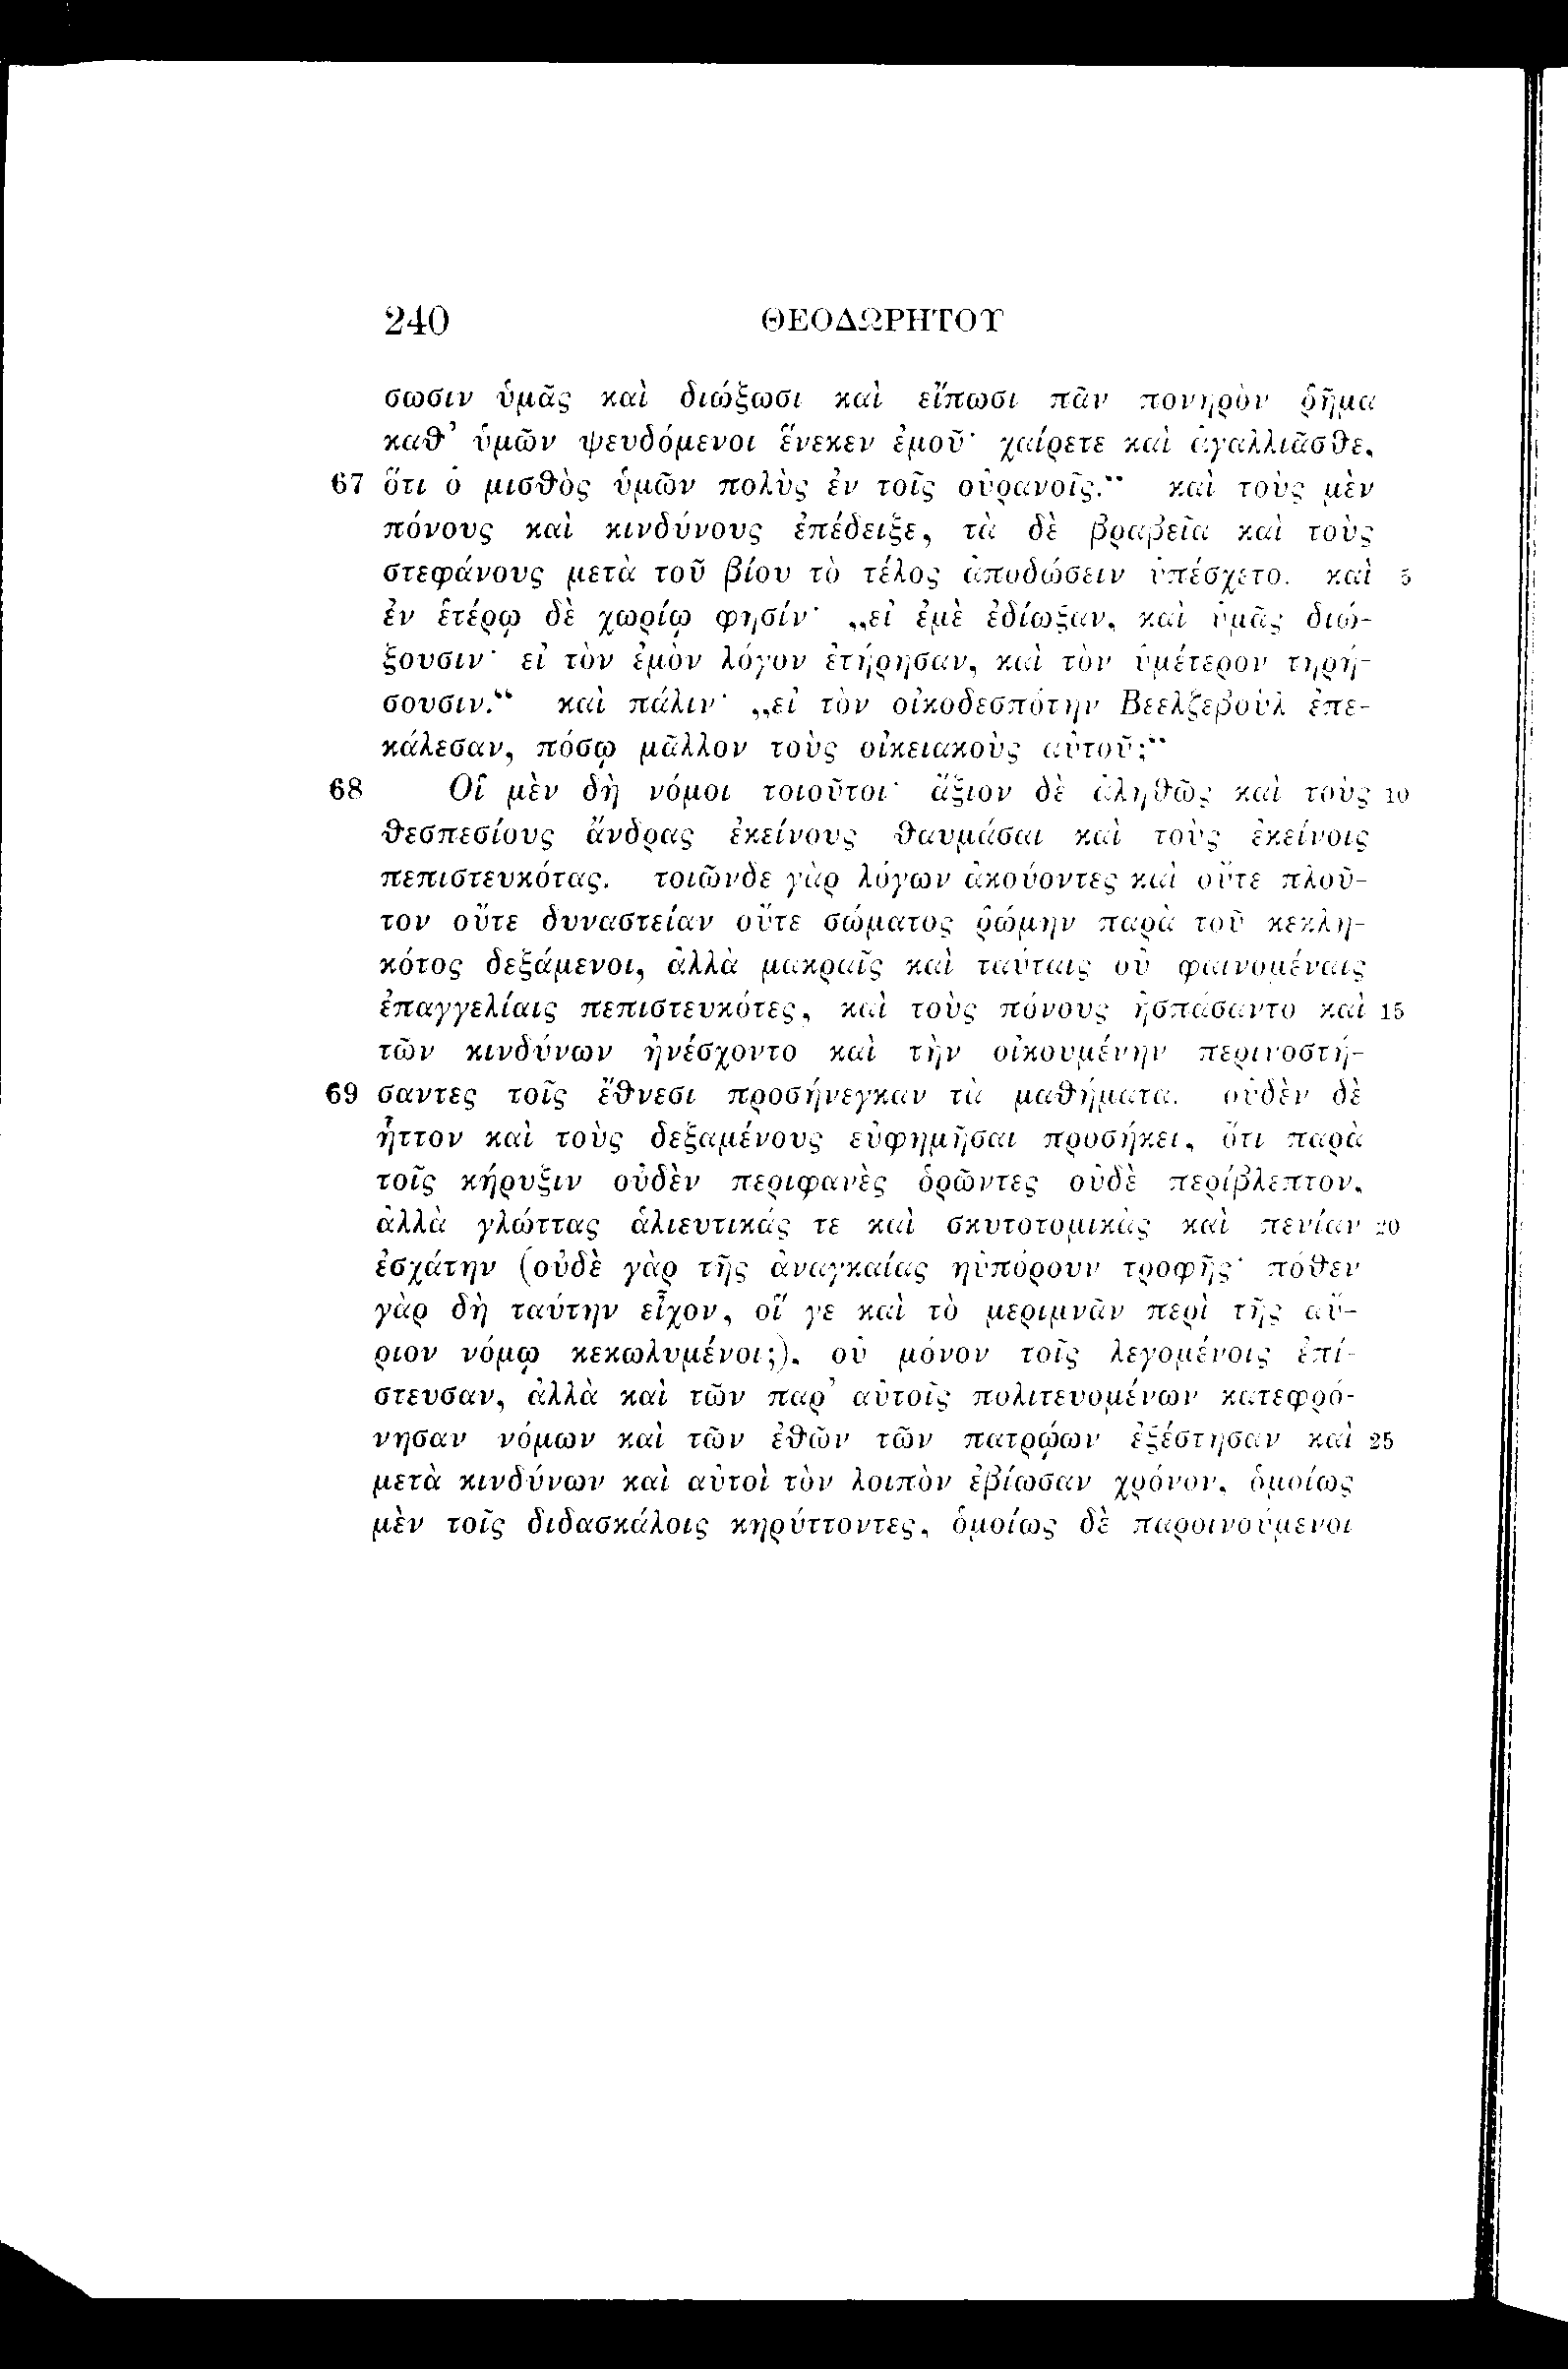 240 ΘΕΟΔΩΡΗΤΟΥ
σωσιν ὑμᾶς καὶ διώξωσι καὶ εἴπωσι πᾶν πονηρὸν ῥῆμα
καθ’ ὑμῶν ψευδόμενοι ἕνεκεν ἐμοῦ· χαίρετε καὶ ἀγαλλιᾶσθε,
67 ὅτι ὁ μισθὸς ὑμῶν πολὺς ἐν τοῖς οὐρανοῖς.“ καὶ τοὺς μὲν
πόνους καὶ κινδύνους ἐπέδειξε, τὰ δὲ βραβεῖα καὶ τοὺς
στεφάνους μετὰ τοῦ βίου τὸ τέλος ἀποδώσειν ὑπέσχετο. καὶ 5
ἐν ἑτέρῳ δὲ χωρίῳ φησίν· „εἰ ἐμὲ ἐδίωξαν, καὶ ὑμᾶς διώ-
ξουσιν· εἰ τὸν ἐμὸν λόγον ἐτήρησαν, καὶ τὸν ὑμέτερον τηρή-
σουσιν.“ καὶ πάλιν· „εἰ τὸν οἰκοδεσπότην Βεελζεβοὺλ ἐπε-
κάλεσαν, πόσῳ μᾶλλον τοὺς οἰκειακοὺς αὐτοῦ;“
68 Οἱ μὲν δὴ νόμοι τοιοῦτοι· ἄξιον δὲ ἀληθῶς καὶ τοὺς 10
θεσπεσίους ἄνδρας ἐκείνους θαυμάσαι καὶ τοὺς ἐκείνοις
πεπιστευκότας. τοιῶνδε γὰρ λόγων ἀκούοντες καὶ οὔτε πλοῦ-
τον οὔτε δυναστείαν οὔτε σώματος ῥώμην παρὰ τοῦ κεκλη-
κότος δεξάμενοι, ἀλλὰ μακραῖς καὶ ταύταις οὐ φαινομέναις
ἐπαγγελίαις πεπιστευκότες, καὶ τοὺς πόνους ἠσπάσαντο καὶ 15
τῶν κινδύνων ἠνέσχοντο καὶ τὴν οἰκουμένην περινοστή-
69 σαντες τοῖς ἔθνεσι προσήνεγκαν τὰ μαθήματα. οὐδὲν δὲ
ἧττον καὶ τοὺς δεξαμένους εὐφημῆσαι προσήκει, ὅτι παρὰ
τοῖς κήρυξιν οὐδὲν περιφανὲς ὁρῶντες οὐδὲ περίβλεπτον,
ἀλλὰ γλώττας ἁλιευτικάς τε καὶ σκυτοτομικὰς καὶ πενίαν 20
ἐσχάτην (οὐδὲ γὰρ τῆς ἀναγκαίας ηὐπόρουν τροφῆς· πόθεν
γὰρ δὴ ταύτην εἶχον, οἵ γε καὶ τὸ μεριμνᾶν περὶ τῆς αὔ-
ριον νόμῳ κεκωλυμένοι;), οὐ μόνον τοῖς λεγομένοις ἐπί-
στευσαν, ἀλλὰ καὶ τῶν παρ’ αὐτοῖς πολιτευομένων κατεφρό-
νησαν νόμων καὶ τῶν ἐθῶν τῶν πατρῴων ἐξέστησαν καὶ 25
μετὰ κινδύνων καὶ αὐτοὶ τὸν λοιπὸν ἐβίωσαν χρόνον, ὁμοίως
μὲν τοῖς διδασκάλοις κηρύττοντες, ὁμοίως δὲ παροινούμενοι